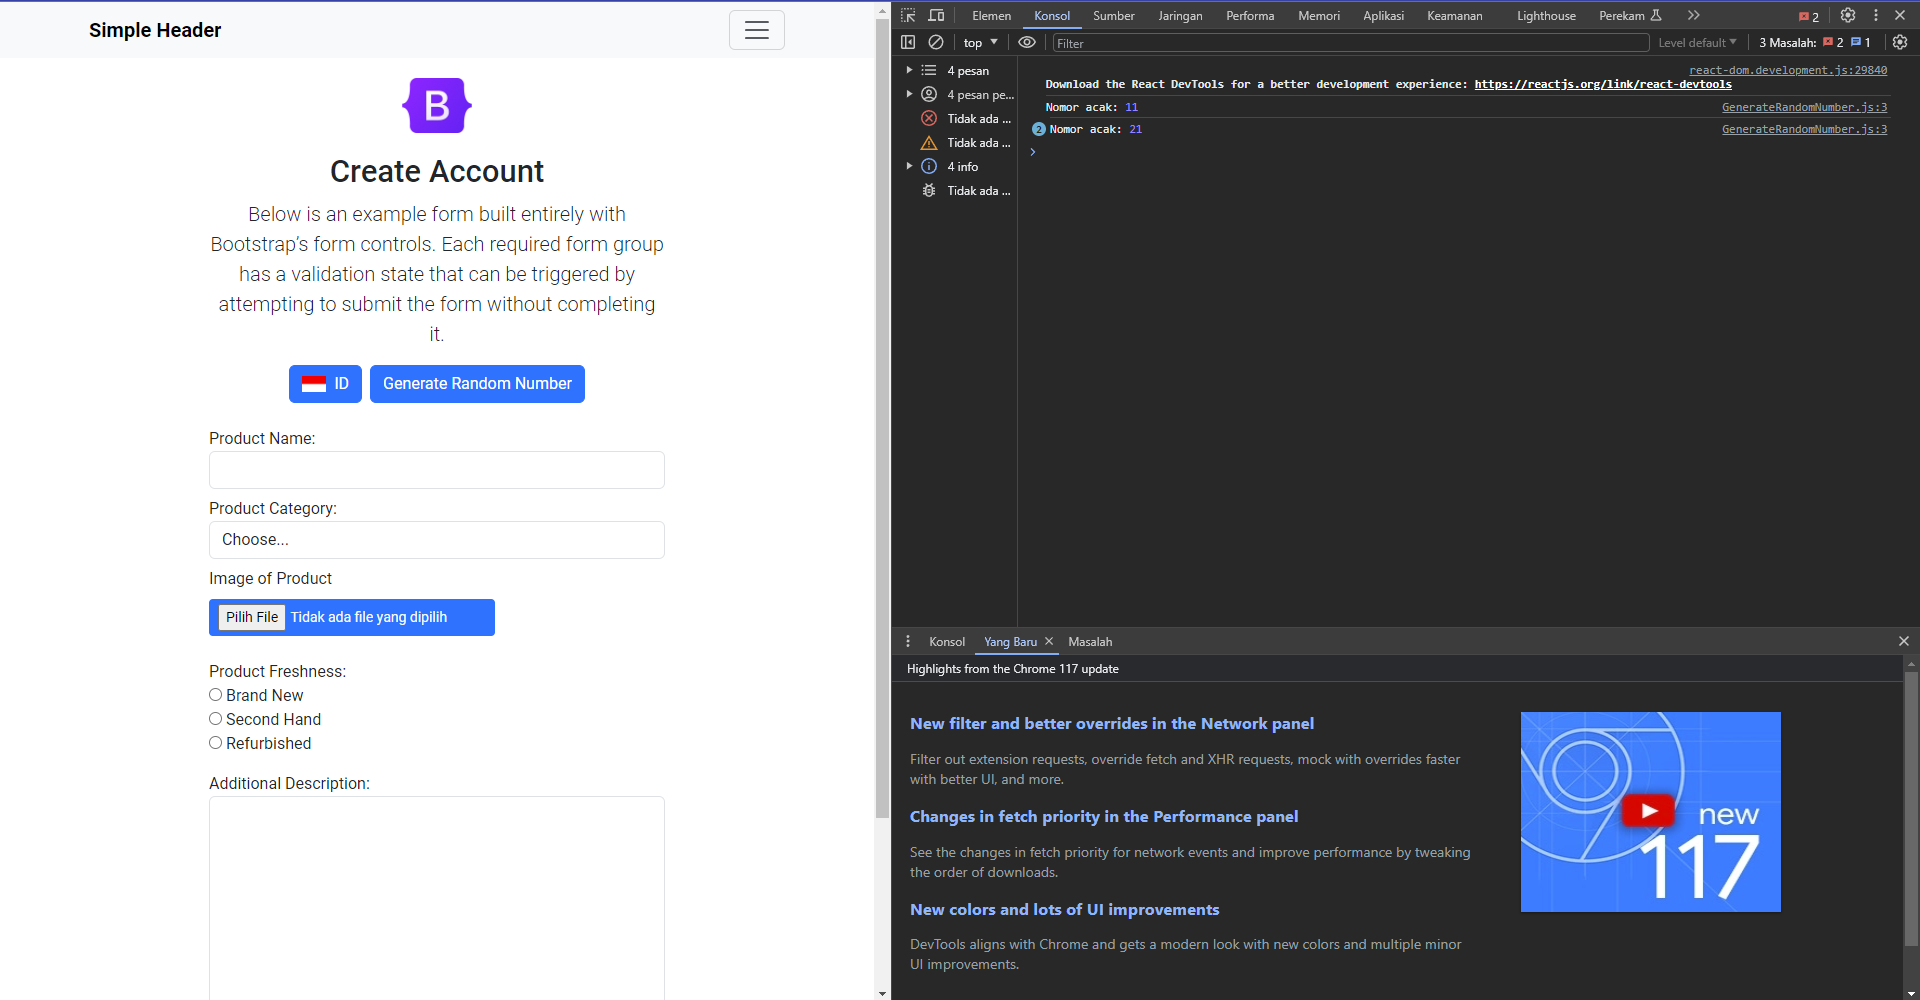 Simple Header
B
Create Account
Below is an example form built entirely with
Bootstrap's form controls. Each required form group
has a validation state that can be triggered by
attempting to submit the form without completing
it.
ID
Generate Random Number
Product Name:
Product Category:
Choose...
Image of Product
Pilih File Tidak ada file yang dipilih
Product Freshness:
Brand New
Second Hand
Refurbished
Additional Description:
Elemen Konsol Sumber Jaringan Performa Memori Aplikasi Keamanan Lighthouse Perekam 2
top Filter Level default 3 Masalah: 2 1
4 pesan
4 pesan pe...
Tidak ada ...
Tidak ada ...
4 info
Tidak ada ...
react-dom.development.js:29840
Download the React DevTools for a better development experience: https://reactjs.org/link/react-devtools
Nomor acak: 11 GenerateRandomNumber.js:3
2 Nomor acak: 21 GenerateRandomNumber.js:3
Konsol Yang Baru Masalah
Highlights from the Chrome 117 update
New filter and better overrides in the Network panel
Filter out extension requests, override fetch and XHR requests, mock with overrides faster
with better UI, and more.
Changes in fetch priority in the Performance panel
See the changes in fetch priority for network events and improve performance by tweaking
the order of downloads.
New colors and lots of UI improvements
DevTools aligns with Chrome and gets a modern look with new colors and multiple minor
UI improvements.
new
117